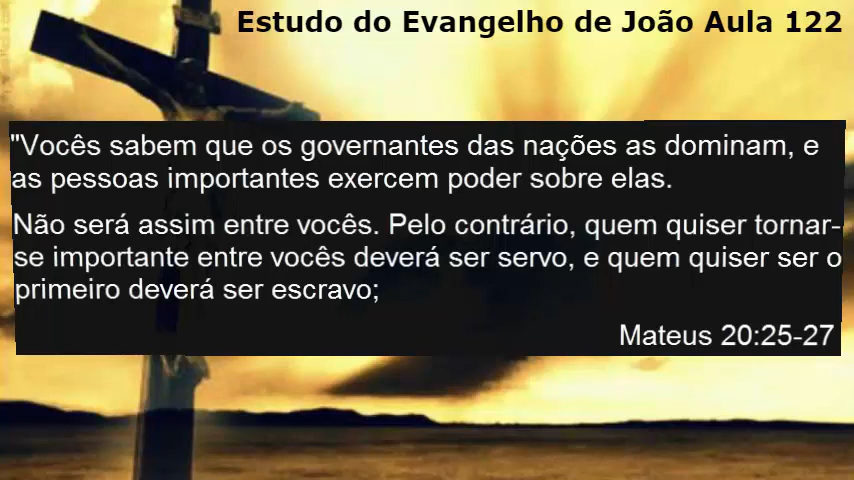 Estudo do Evangelho de João Aula 122
"Vocês sabem que os governantes das nações as dominam, e
as pessoas importantes exercem poder sobre elas.
Não será assim entre vocês. Pelo contrário, quem quiser tornar-
se importante entre vocês deverá ser servo, e quem quiser ser o
primeiro deverá ser escravo;
Mateus 20:25-27